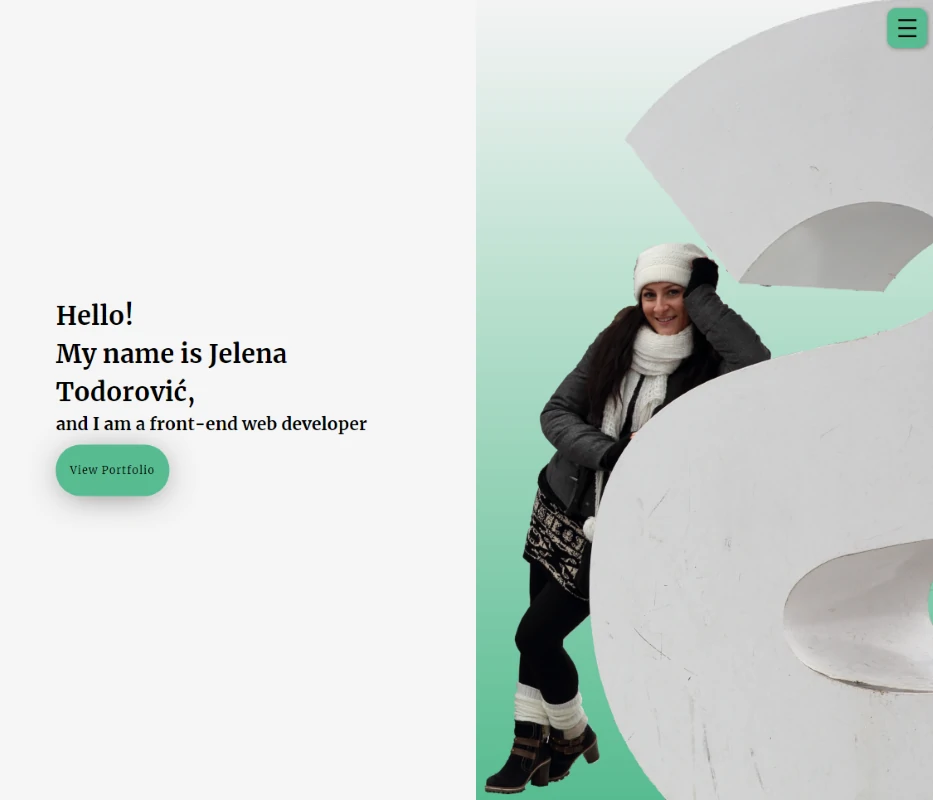 Hello!
My name is Jelena
Todorović,
and I am a front-end web developer
View Portfolio